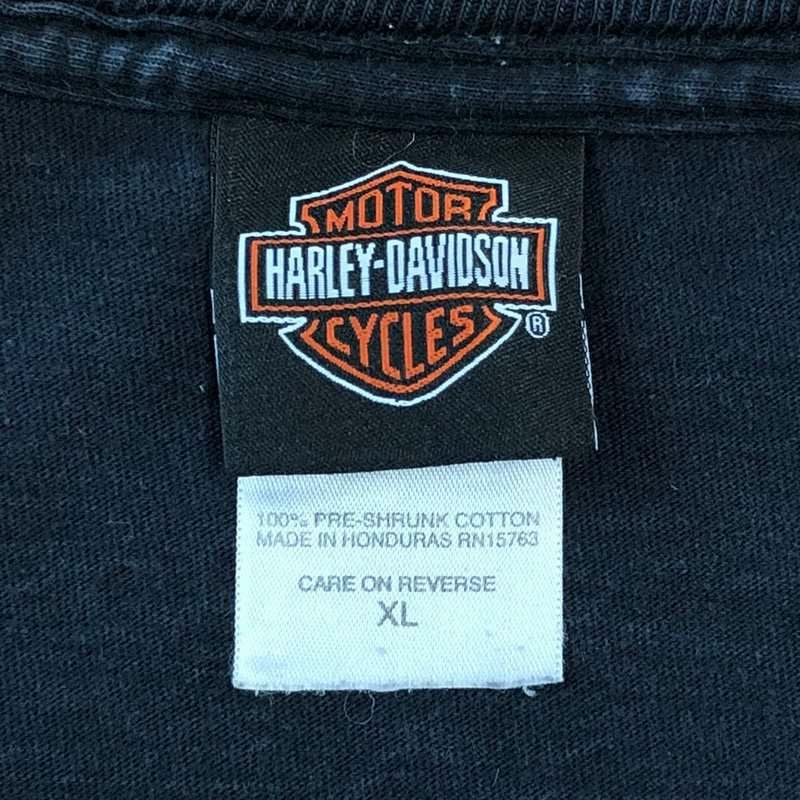 MOTOR
HARLEY-DAVIDSON
CYCLES
®
100% PRE-SHRUNK COTTON
MADE IN HONDURAS RN15763
CARE ON REVERSE
XL